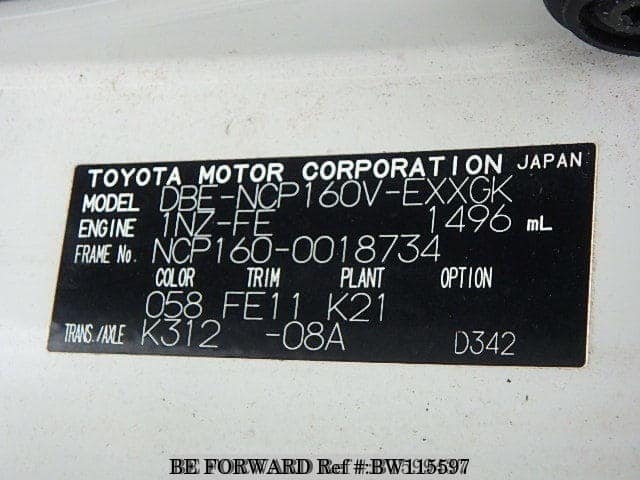 TOYOTA MOTOR CORPORATION JAPAN
MODEL DBE-NCP160V-EXXGK
ENGINE 1NZ-FE 1496 mL
FRAME No. NCP160-0018734
COLOR TRIM PLANT OPTION
058 FE11 K21
TRANS./AXLE K312 -08A D342
BE FORWARD Ref #:BW115597